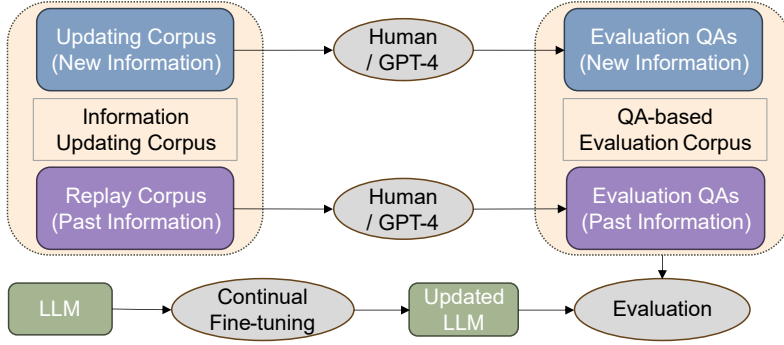 Updating Corpus
(New Information)
Human
/ GPT-4
Evaluation QAs
(New Information)
Information
Updating Corpus
QA-based
Evaluation Corpus
Replay Corpus
(Past Information)
Human
/ GPT-4
Evaluation QAs
(Past Information)
LLM
Continual
Fine-tuning
Updated
LLM
Evaluation